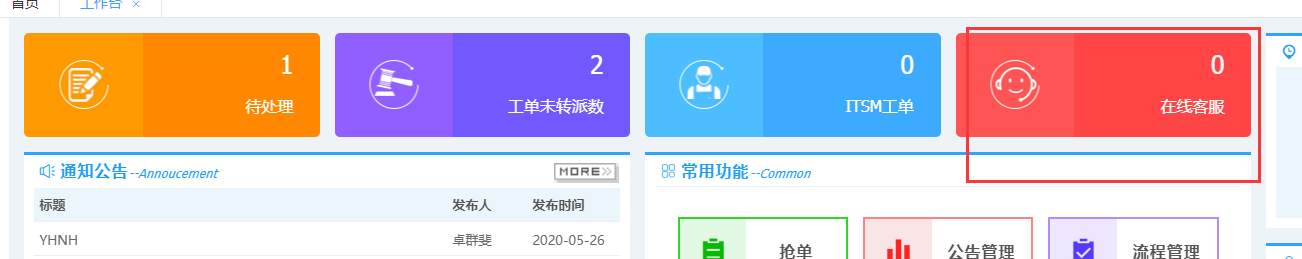 首页 工作台 ×
1
待处理
2
工单未转派数
0
ITSM工单
0
在线客服
通知公告 --Annoucement MORE»
标题 发布人 发布时间
YHNH 卓群斐 2020-05-26
常用功能 --Common
抢单 公告管理 流程管理